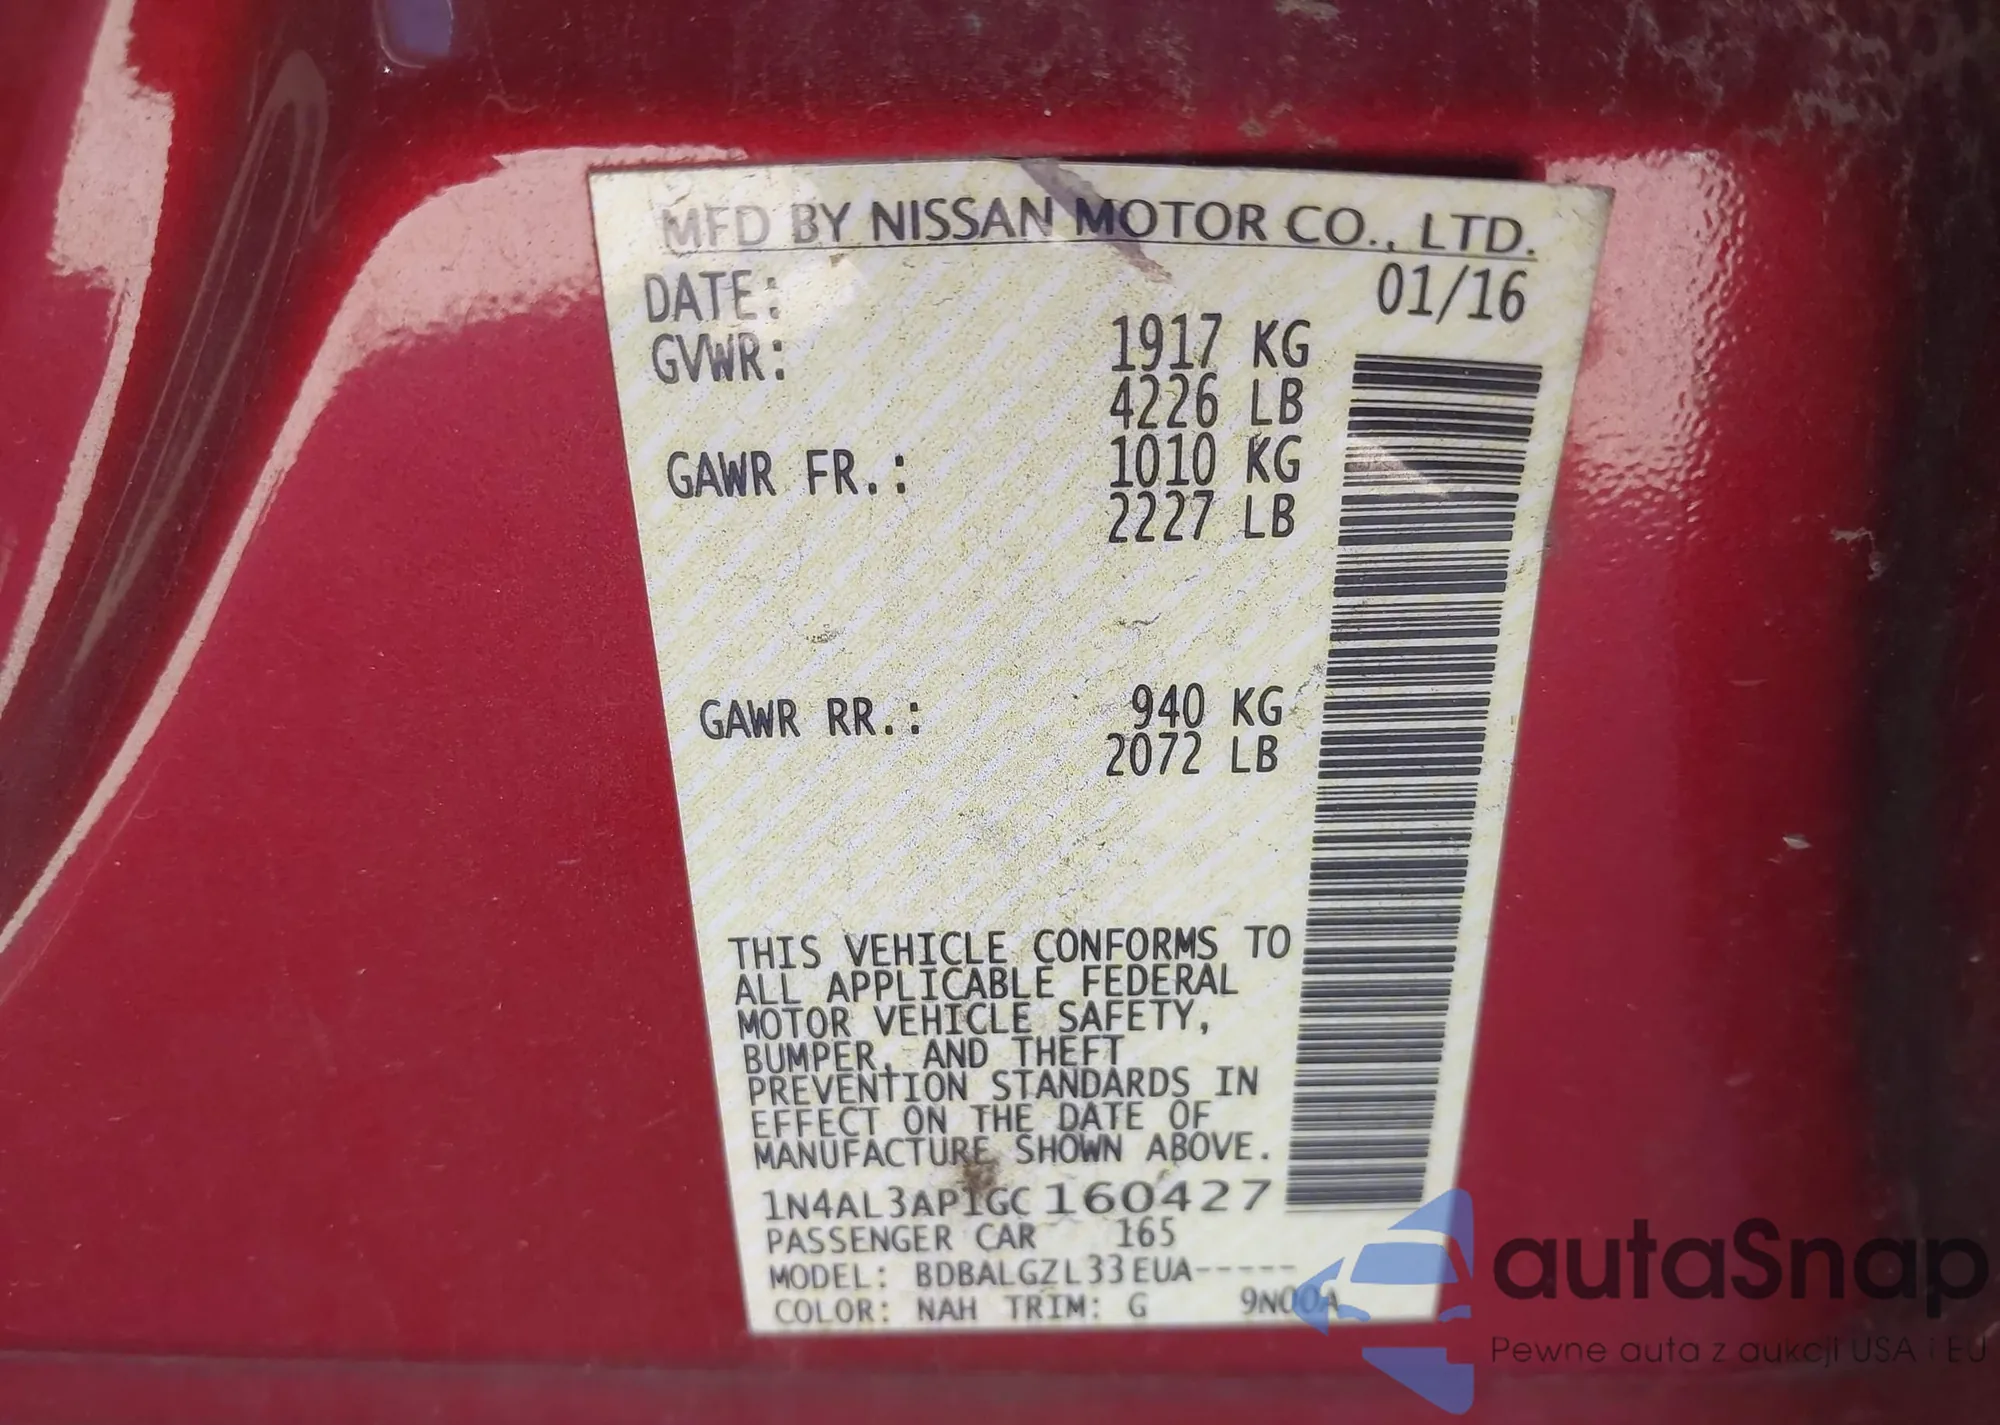 MFD BY NISSAN MOTOR CO., LTD.
DATE: 01/16
GVWR: 1917 KG
4226 LB
GAWR FR.: 1010 KG
2227 LB
GAWR RR.: 940 KG
2072 LB
THIS VEHICLE CONFORMS TO
ALL APPLICABLE FEDERAL
MOTOR VEHICLE SAFETY,
BUMPER, AND THEFT
PREVENTION STANDARDS IN
EFFECT ON THE DATE OF
MANUFACTURE SHOWN ABOVE.
1N4AL3AP1GC160427
PASSENGER CAR 165
MODEL: BDBALGZL33EUA-----
COLOR: NAH TRIM: G 9N00A
autaSnap
Pewne auta z aukcji USA i EU